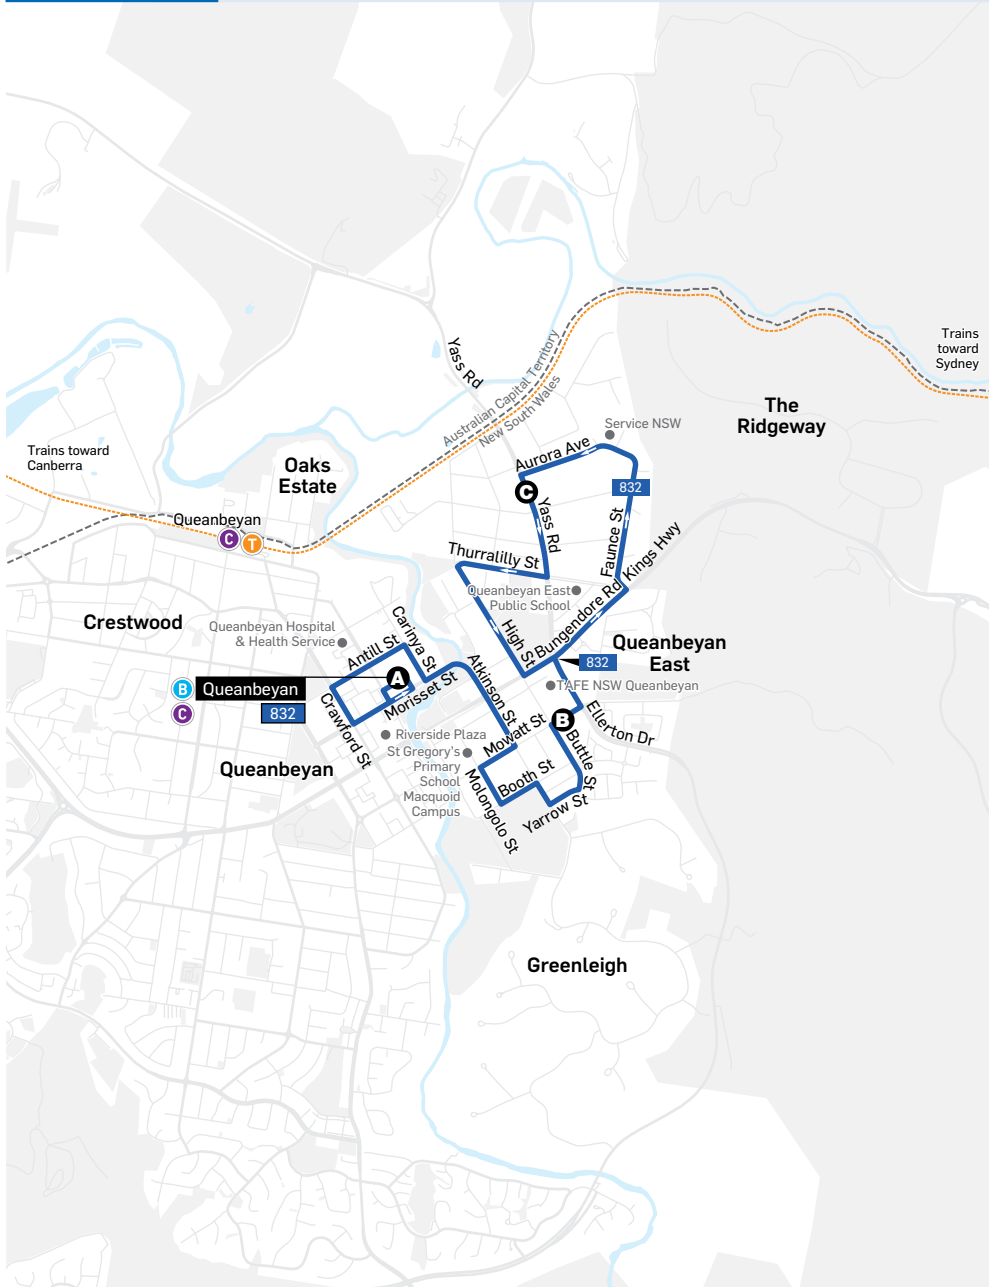 Yass Rd
Australian Capital Territory
New South Wales
Trains
toward
Sydney
The
Ridgeway
Service NSW
Aurora Ave
Trains toward
Canberra
Oaks
Estate
C
832
Yass Rd
Queanbeyan
C
T
Faunce St
Kings Hwy
Thurralilly St
Queanbeyan East
Public School
Bungendore Rd
High St
Crestwood
Queanbeyan Hospital
& Health Service
Carinya St
Antill St
Queanbeyan
East
832
Atkinson St
A
B
Queanbeyan
Morisset St
TAFE NSW Queanbeyan
C
832
Crawford St
B
Ellerton Dr
Riverside Plaza
Mowatt St
St Gregory's
Primary
School
Macquoid
Campus
Buttle St
Queanbeyan
Booth St
Molongolo St
Yarrow St
Greenleigh